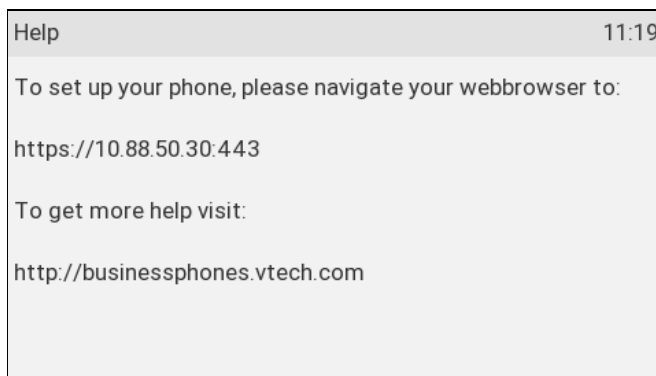 Help 11:19
To set up your phone, please navigate your webbrowser to:
https://10.88.50.30:443
To get more help visit:
http://businessphones.vtech.com